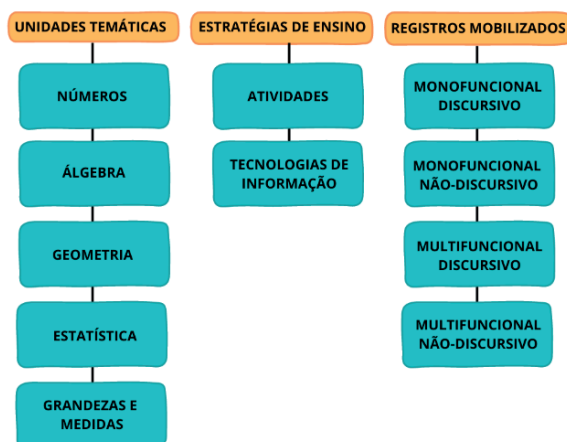 UNIDADES TEMÁTICAS
NÚMEROS
ÁLGEBRA
GEOMETRIA
ESTATÍSTICA
GRANDEZAS E
MEDIDAS
ESTRATÉGIAS DE ENSINO
ATIVIDADES
TECNOLOGIAS DE
INFORMAÇÃO
REGISTROS MOBILIZADOS
MONOFUNCIONAL
DISCURSIVO
MONOFUNCIONAL
NÃO-DISCURSIVO
MULTIFUNCIONAL
DISCURSIVO
MULTIFUNCIONAL
NÃO-DISCURSIVO